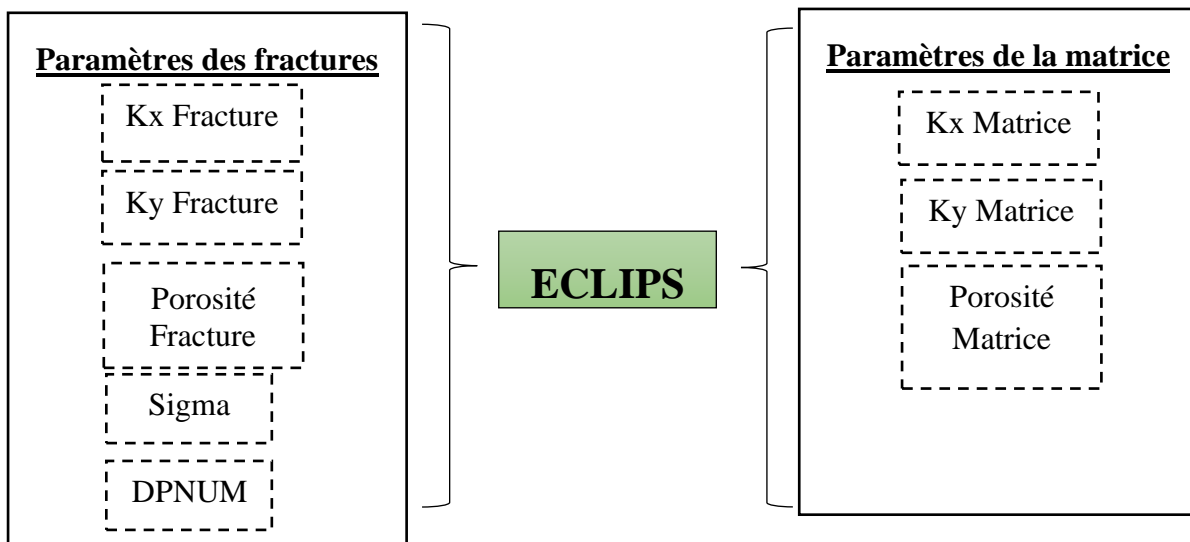 Paramètres des fractures
Kx Fracture
Ky Fracture
Porosité
Fracture
Sigma
DPNUM
ECLIPS
Paramètres de la matrice
Kx Matrice
Ky Matrice
Porosité
Matrice